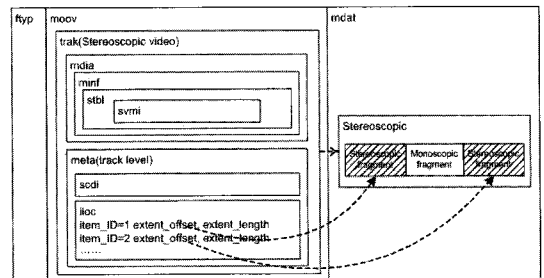 ftyp
moov
mdat
trak(Stereoscopic video)
mdia
minf
stbl
svmi
meta(track level)
scdi
iloc
item_ID=1 extent_offset, extent_length
item_ID=2 extent_offset, extent_length
......
Stereoscopic
Stereoscopic fragment
Monoscopic fragment
Stereoscopic fragment